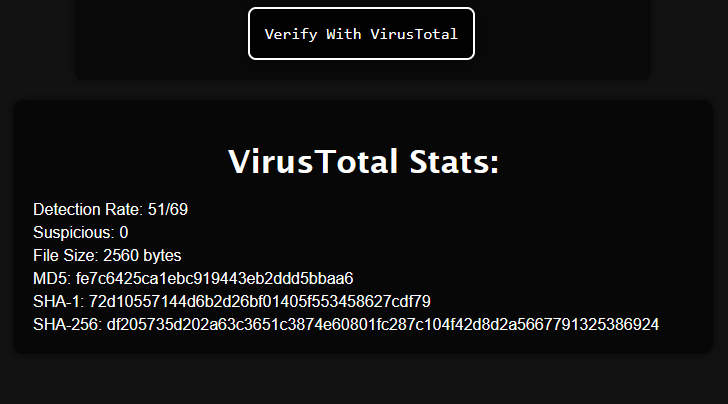 Verify With VirusTotal
VirusTotal Stats:
Detection Rate: 51/69
Suspicious: 0
File Size: 2560 bytes
MD5: fe7c6425ca1ebc919443eb2ddd5bbaa6
SHA-1: 72d10557144d6b2d26bf01405f553458627cdf79
SHA-256: df205735d202a63c3651c3874e60801fc287c104f42d8d2a5667791325386924